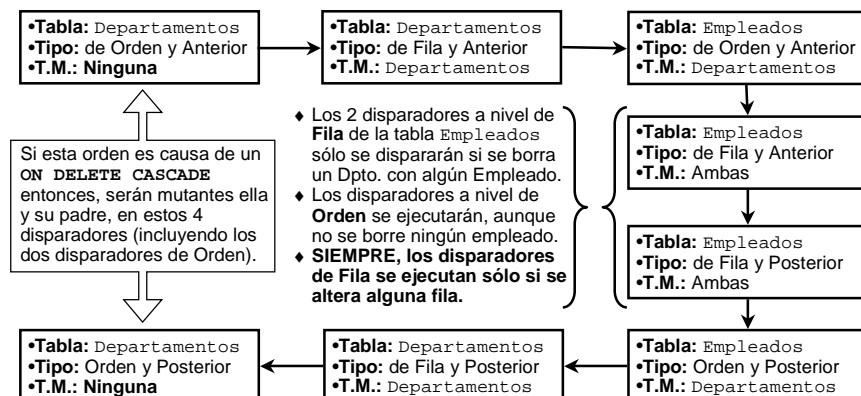 •Tabla: Departamentos
•Tipo: de Orden y Anterior
•T.M.: Ninguna
•Tabla: Departamentos
•Tipo: de Fila y Anterior
•T.M.: Departamentos
•Tabla: Empleados
•Tipo: de Orden y Anterior
•T.M.: Departamentos
Si esta orden es causa de un
ON DELETE CASCADE
entonces, serán mutantes ella
y su padre, en estos 4
disparadores (incluyendo los
dos disparadores de Orden).
♦ Los 2 disparadores a nivel de
Fila de la tabla Empleados
sólo se dispararán si se borra
un Dpto. con algún Empleado.
♦ Los disparadores a nivel de
Orden se ejecutarán, aunque
no se borre ningún empleado.
♦ SIEMPRE, los disparadores
de Fila se ejecutan sólo si se
altera alguna fila.
•Tabla: Empleados
•Tipo: de Fila y Anterior
•T.M.: Ambas
•Tabla: Empleados
•Tipo: de Fila y Posterior
•T.M.: Ambas
•Tabla: Departamentos
•Tipo: Orden y Posterior
•T.M.: Ninguna
•Tabla: Departamentos
•Tipo: de Fila y Posterior
•T.M.: Departamentos
•Tabla: Empleados
•Tipo: Orden y Posterior
•T.M.: Departamentos